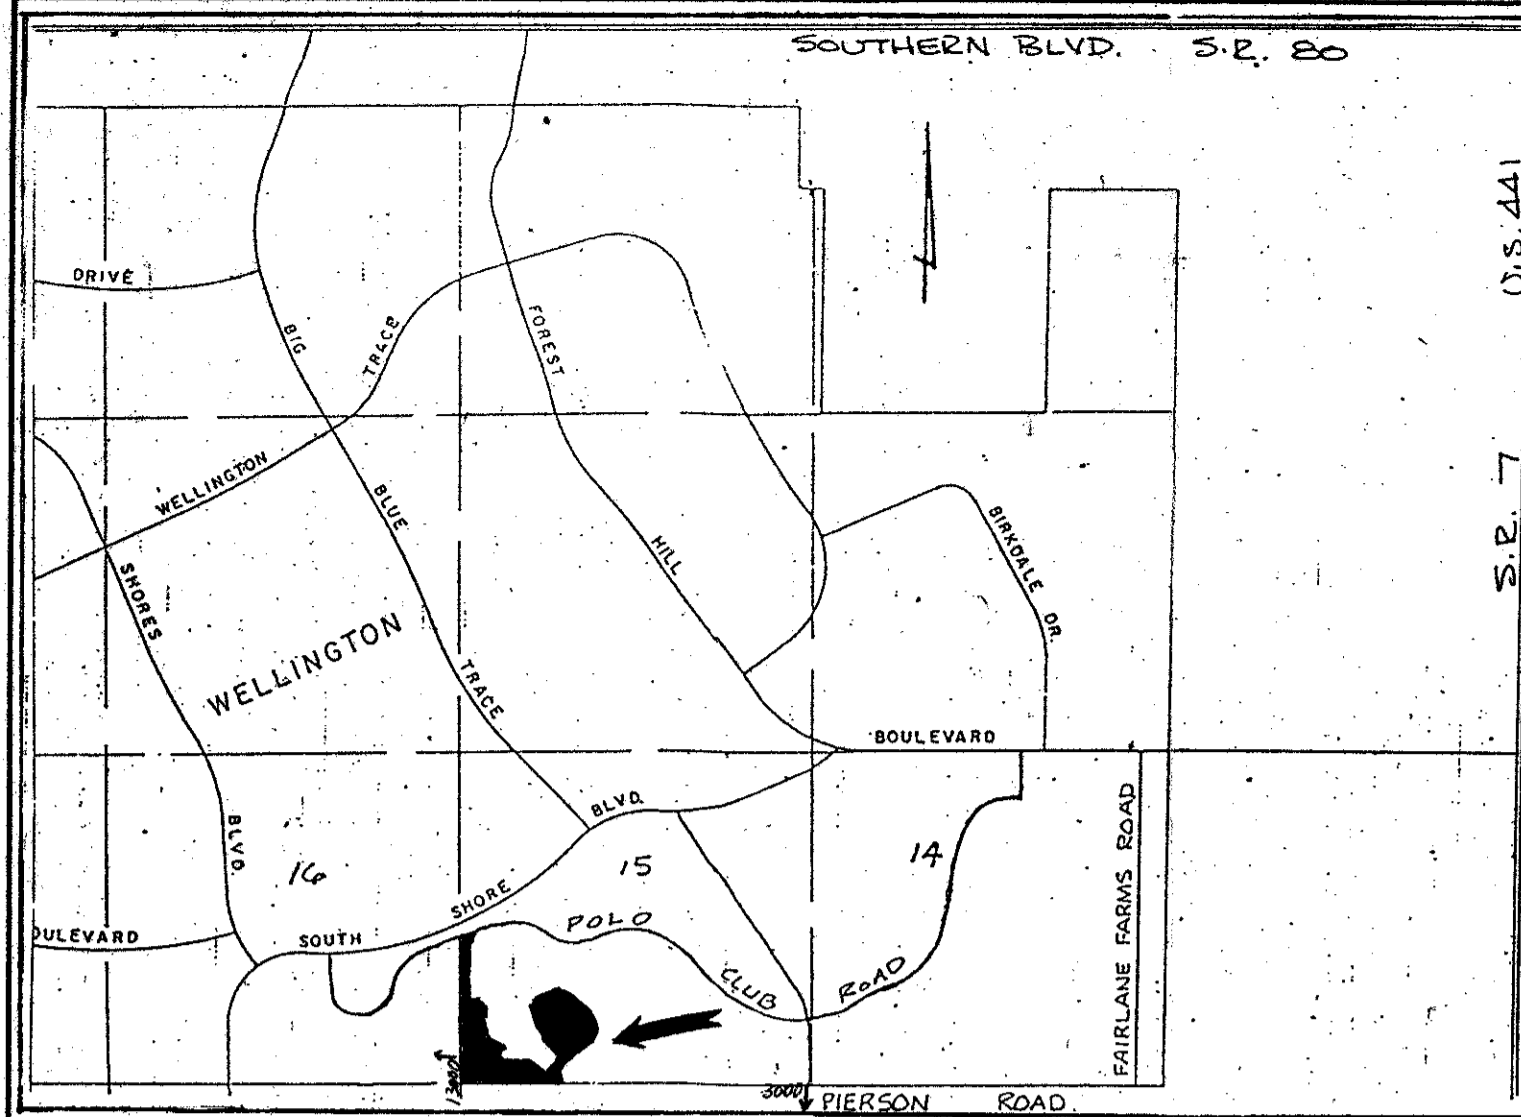 SOUTHERN BLVD. S.R. 80
U.S. 441
S.R. 7
DRIVE
BIG
TRACE
FOREST
WELLINGTON
BLUE
HILL
BIRKDALE DR.
SHORES
WELLINGTON
TRACE
BOULEVARD
BLVD.
BLVD.
16
15
14
FAIRLANE FARMS ROAD
SHORE
POLO
OULEVARD
SOUTH
CLUB
ROAD
13000
3000
PIERSON ROAD.